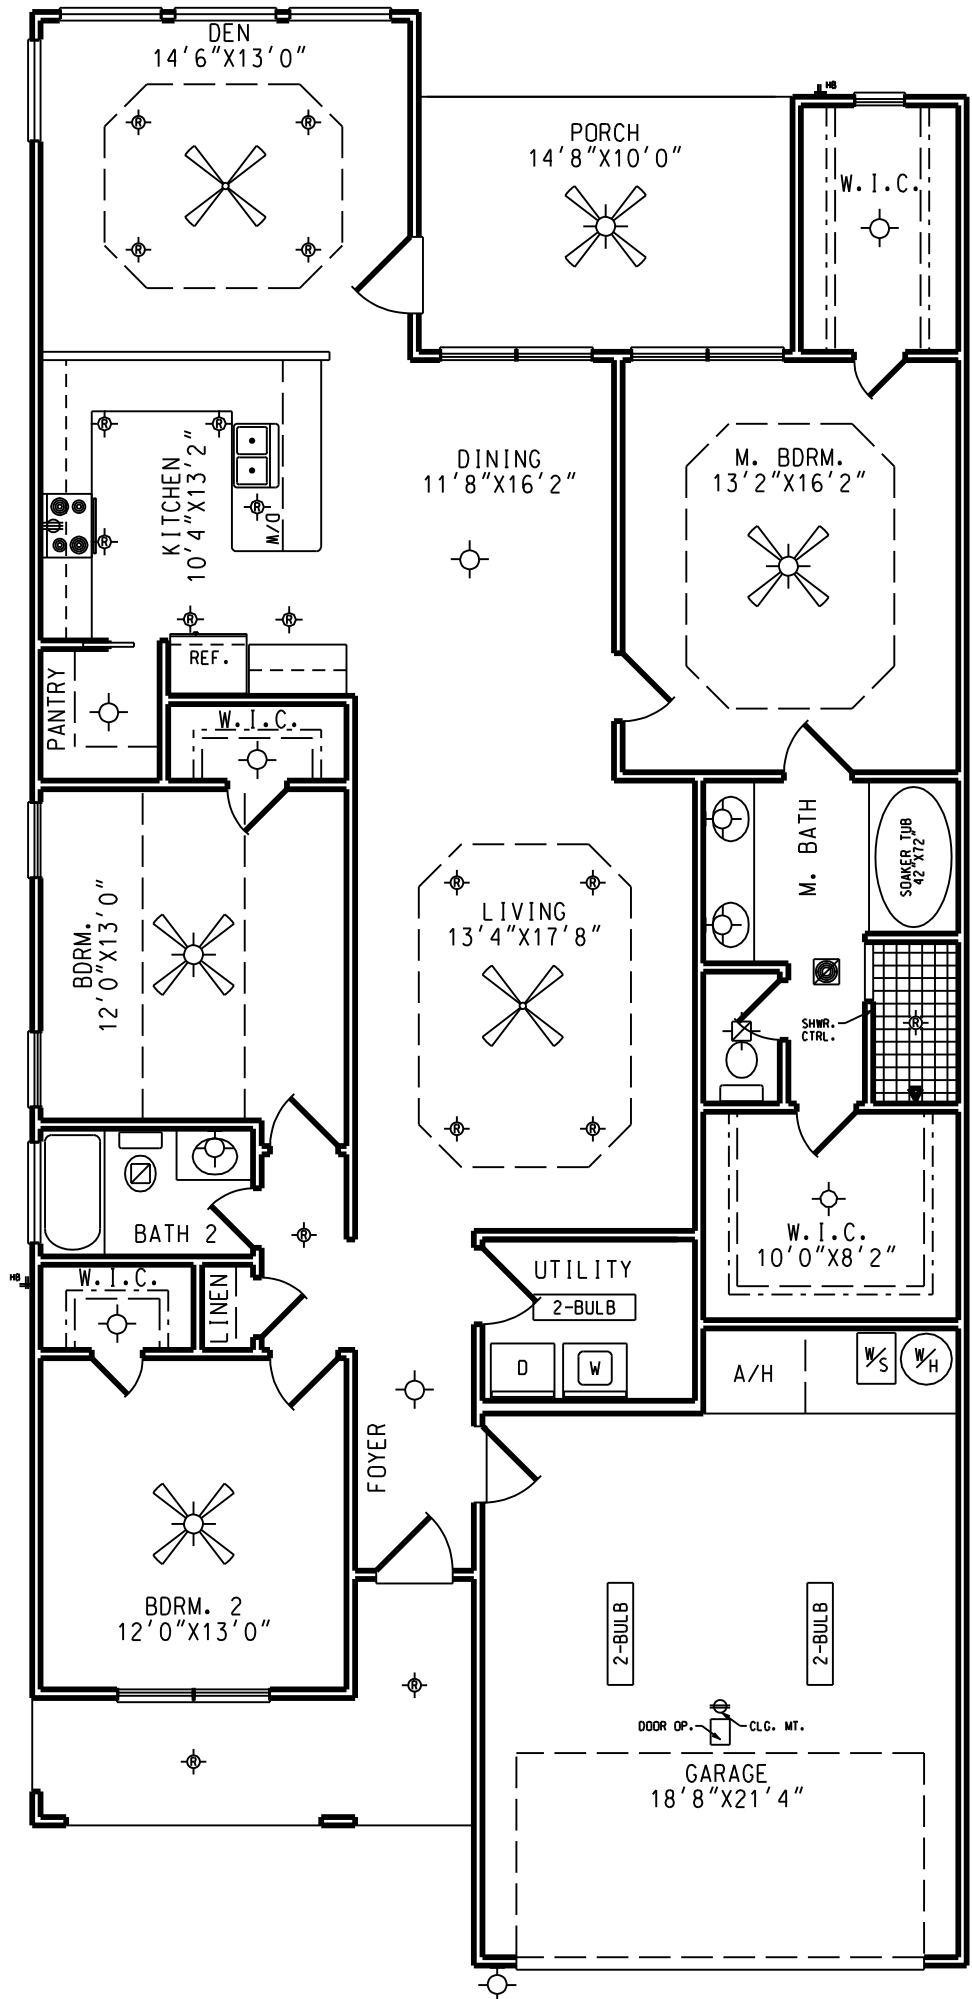 DEN
14'6"X13'0"
HB
PORCH
14'8"X10'0"
W.I.C.
R
R
R
R
KITCHEN
10'4"X13'2"
R
R
R
R
R
R
D/W
DINING
11'8"X16'2"
M. BDRM.
13'2"X16'2"
REF.
PANTRY
W.I.C.
M. BATH
SOAKER TUB
42"X72"
BDRM.
12'0"X13'0"
R
R
LIVING
13'4"X17'8"
R
R
SHWR.
CTRL.
R
BATH 2
R
W.I.C.
10'0"X8'2"
HB
W.I.C.
LINEN
UTILITY
2-BULB
D
W
A/H
W/S
W/H
FOYER
BDRM. 2
12'0"X13'0"
2-BULB
2-BULB
R
R
DOOR OP.
CLG. MT.
GARAGE
18'8"X21'4"